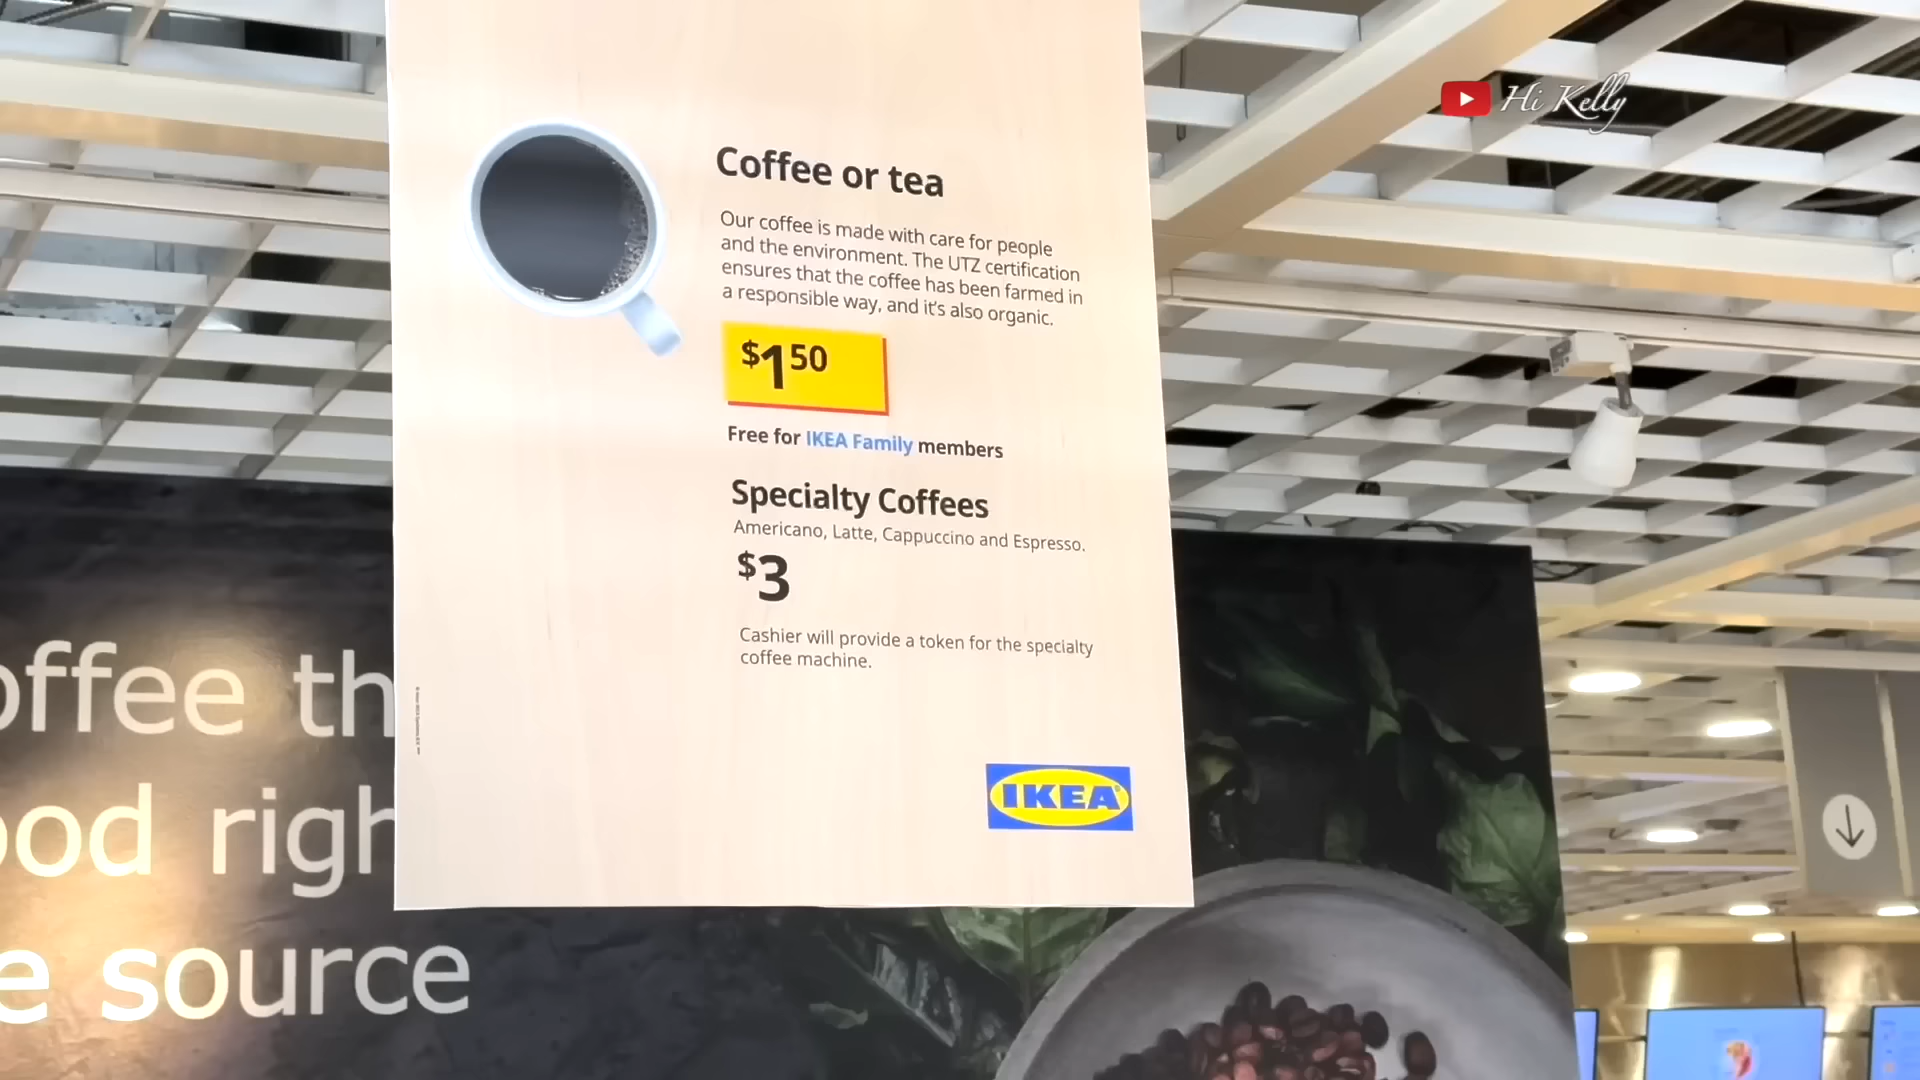 Hi Kelly
Coffee or tea
Our coffee is made with care for people
and the environment. The UTZ certification
ensures that the coffee has been farmed in
a responsible way, and it's also organic.
$1 50
Free for IKEA Family members
Specialty Coffees
Americano, Latte, Cappuccino and Espresso.
$3
Cashier will provide a token for the specialty
coffee machine.
IKEA
offee th
ood righ
e source